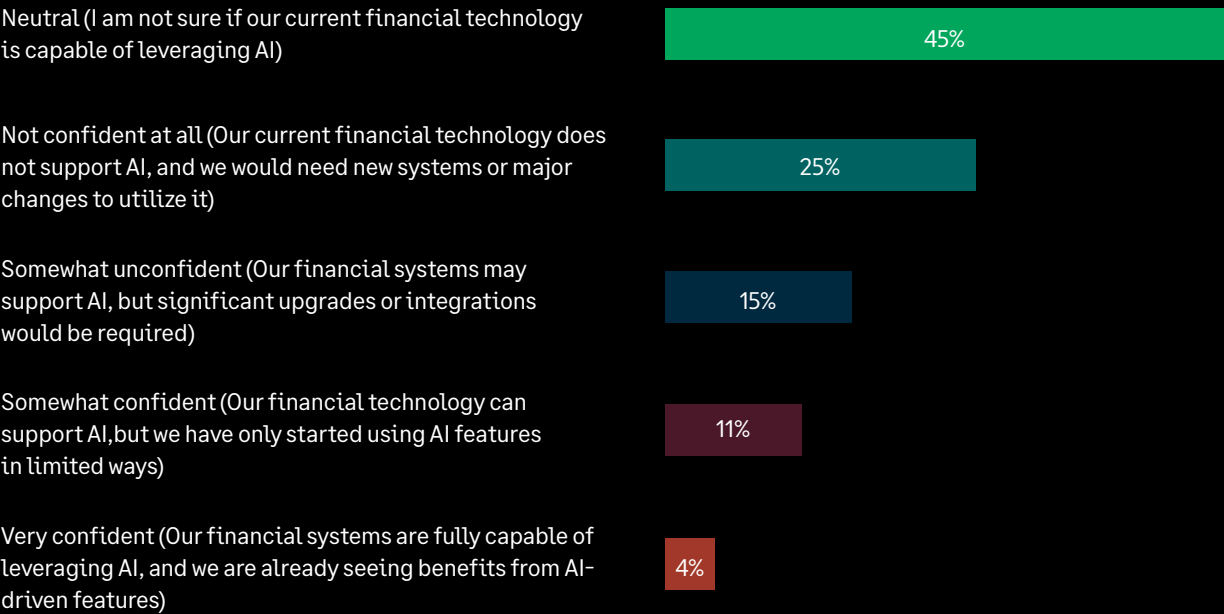 Neutral (I am not sure if our current financial technology
is capable of leveraging AI)
45%
Not confident at all (Our current financial technology does
not support AI, and we would need new systems or major
changes to utilize it)
25%
Somewhat unconfident (Our financial systems may
support AI, but significant upgrades or integrations
would be required)
15%
Somewhat confident (Our financial technology can
support AI,but we have only started using AI features
in limited ways)
11%
Very confident (Our financial systems are fully capable of
leveraging AI, and we are already seeing benefits from AI-
driven features)
4%